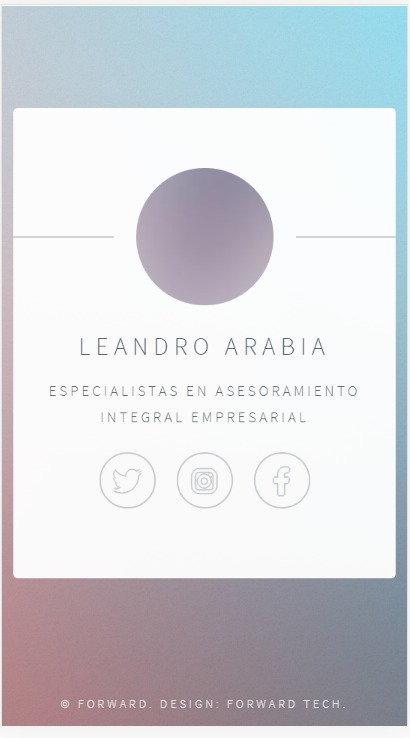 LEANDRO ARABIA
ESPECIALISTAS EN ASESORAMIENTO
INTEGRAL EMPRESARIAL
© FORWARD. DESIGN: FORWARD TECH.